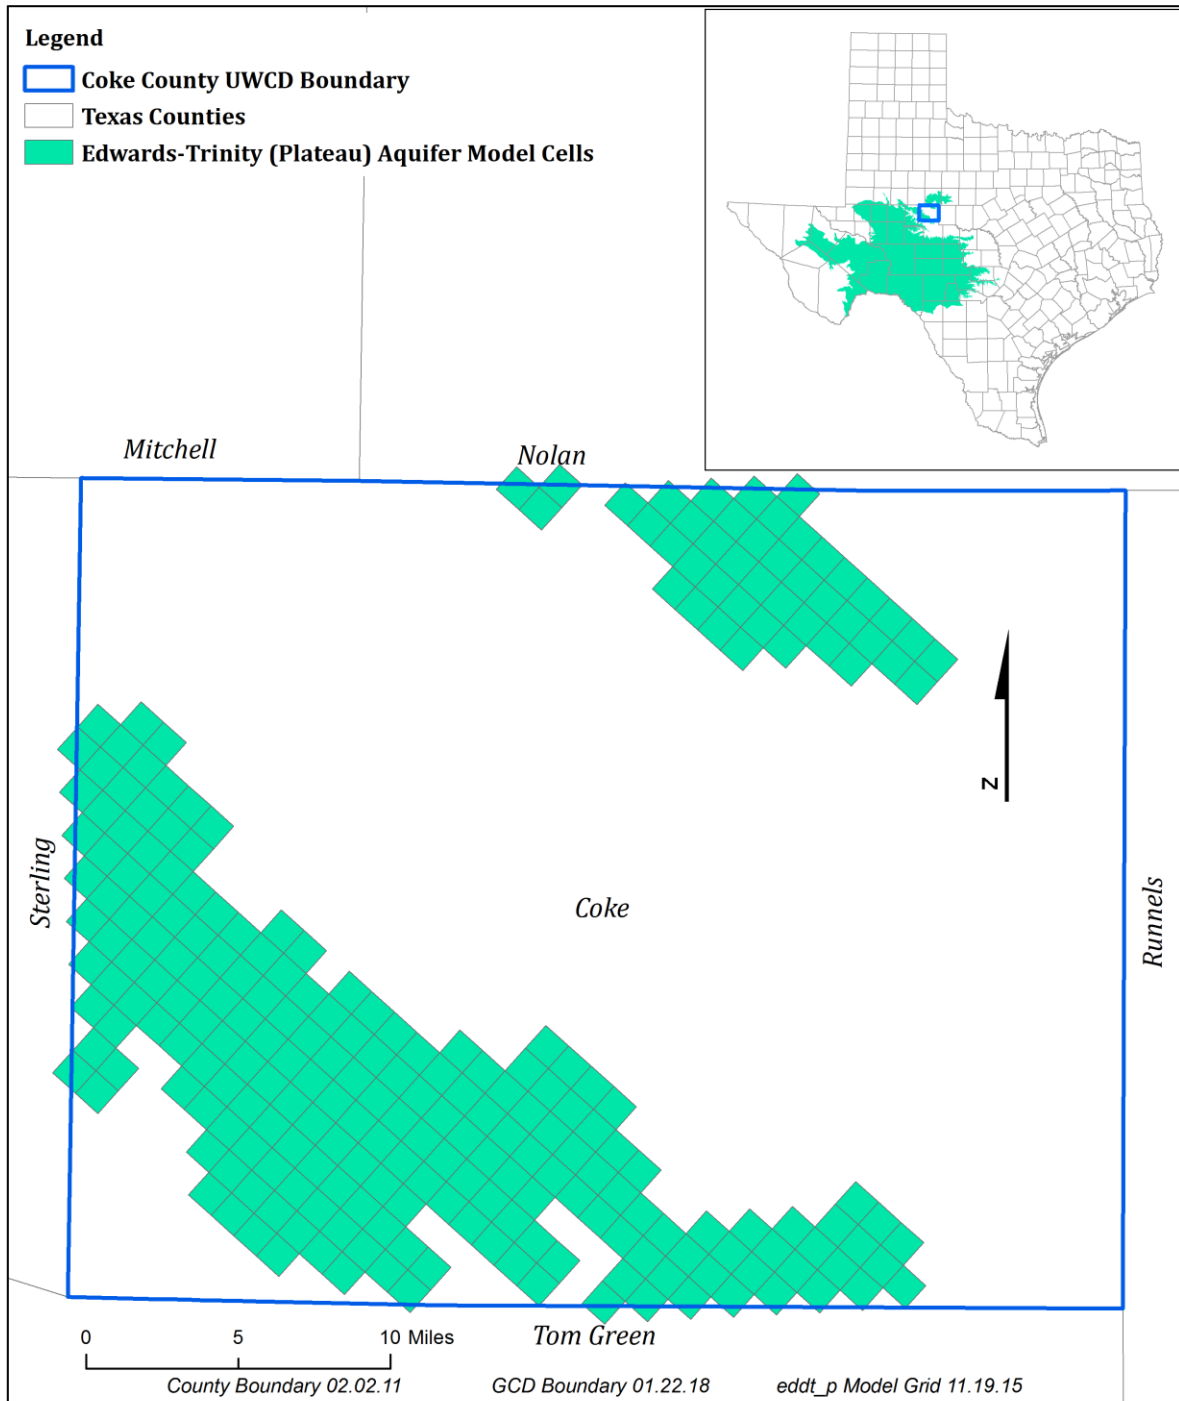 Legend
Coke County UWCD Boundary
Texas Counties
Edwards-Trinity (Plateau) Aquifer Model Cells
Mitchell
Nolan
Sterling
Coke
Runnels
N
Tom Green
0 5 10 Miles
County Boundary 02.02.11 GCD Boundary 01.22.18 eddt_p Model Grid 11.19.15